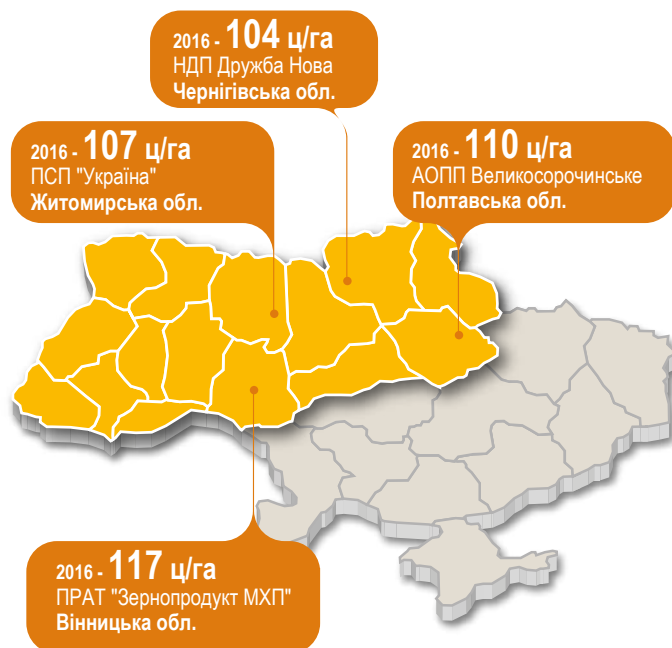 2016 - 104 ц/га
НДП Дружба Нова
Чернігівська обл.
2016 - 107 ц/га
ПСП "Україна"
Житомирська обл.
2016 - 110 ц/га
АОПП Великосорочинське
Полтавська обл.
2016 - 117 ц/га
ПРАТ "Зернопродукт МХП"
Вінницька обл.